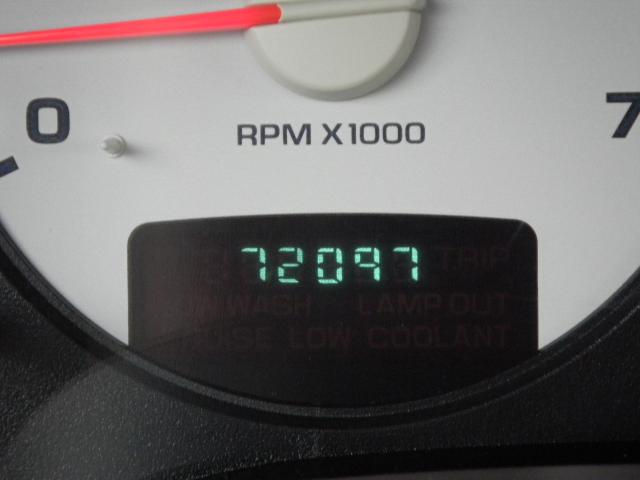 0
7
RPM X1000
72097
TRIP
WASH LAMP OUT
LOW COOLANT